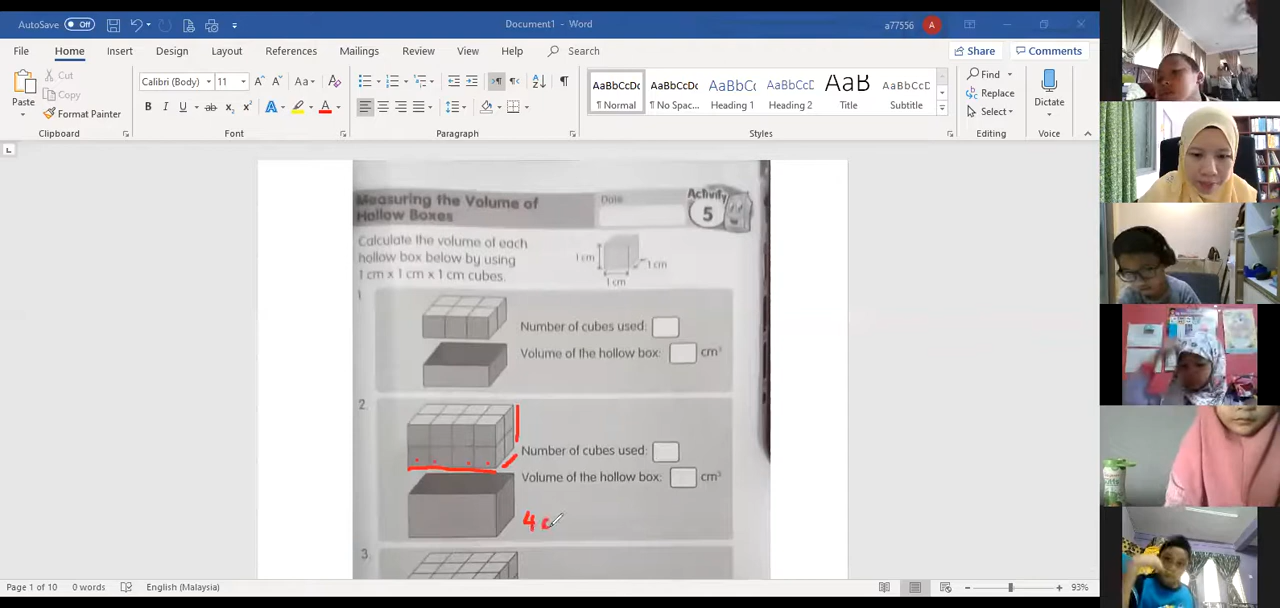 AutoSave Off
Document1 - Word
a77556 A
File Home Insert Design Layout References Mailings Review View Help Search
Share Comments
Paste
Cut
Copy
Format Painter
Clipboard
Calibri (Body) 11
Aa
B I U ab x₂ x² A A
Font
Paragraph
AaBbCcDc AaBbCcDc AaBbCc AaBbCcD AaB AaBbCcD
¶ Normal ¶ No Spac... Heading 1 Heading 2 Title Subtitle
Styles
Find
Replace
Select
Editing
Dictate
Voice
L
Measuring the Volume of
Hollow Boxes
Date
Activity
5
Calculate the volume of each
hollow box below by using
1 cm x 1 cm x 1 cm cubes.
1 cm
1 cm
1 cm
1
Number of cubes used:
Volume of the hollow box: cm³
2
Number of cubes used:
Volume of the hollow box: cm³
4
3
Page 1 of 10 0 words English (Malaysia) 93%